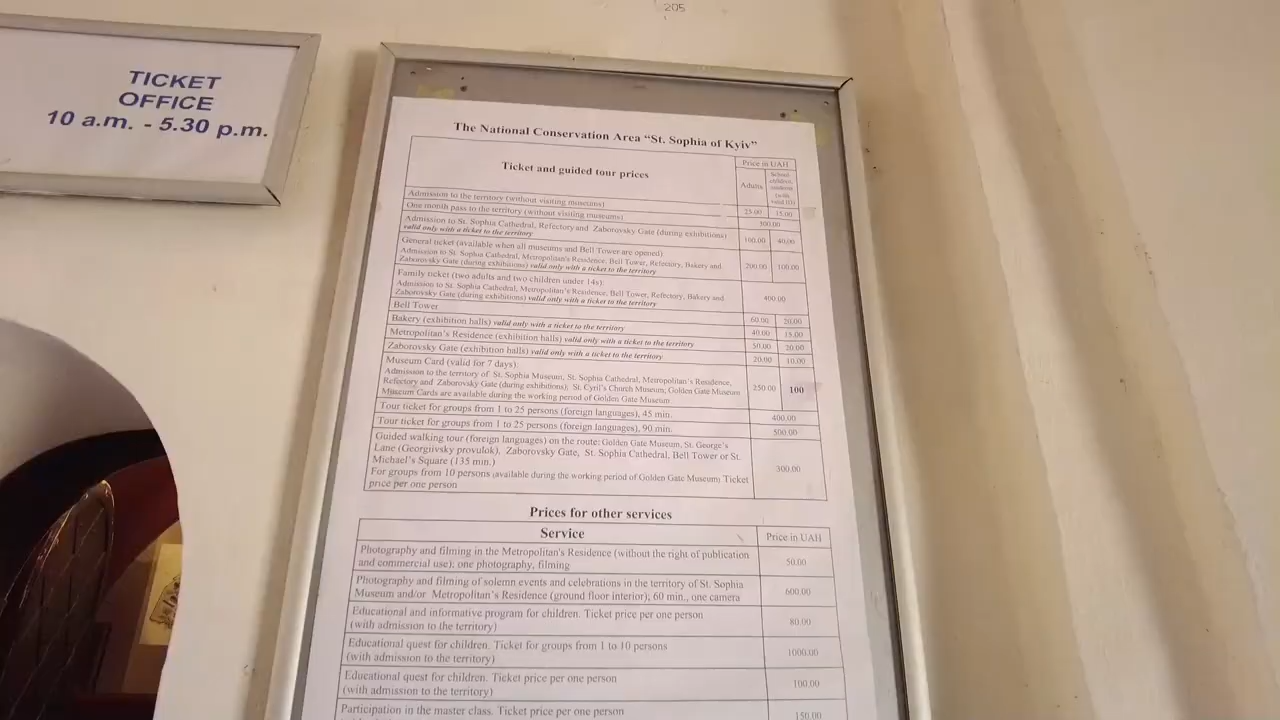 205
TICKET
OFFICE
10 a.m. - 5.30 p.m.
The National Conservation Area “St. Sophia of Kyiv”
Ticket and guided tour prices
Price in UAH
Adults
School
children,
students
(with
valid ID)
Admission to the territory (without visiting museums)
25.00 15.00
One month pass to the territory (without visiting museums)
300.00
Admission to St. Sophia Cathedral, Refectory and Zaborovsky Gate (during exhibitions)
valid only with a ticket to the territory
100.00 40.00
General ticket (available when all museums and Bell Tower are opened)
Admission to St. Sophia Cathedral, Metropolitan's Residence, Bell Tower, Refectory, Bakery and
Zaborovsky Gate (during exhibitions) valid only with a ticket to the territory
200.00 100.00
Family ticket (two adults and two children under 14s):
Admission to St. Sophia Cathedral, Metropolitan's Residence, Bell Tower, Refectory, Bakery and
Zaborovsky Gate (during exhibitions) valid only with a ticket to the territory
400.00
Bell Tower
60.00 20.00
Bakery (exhibition halls) valid only with a ticket to the territory
40.00 15.00
Metropolitan's Residence (exhibition halls) valid only with a ticket to the territory
50.00 20.00
Zaborovsky Gate (exhibition halls) valid only with a ticket to the territory
20.00 10.00
Museum Card (valid for 7 days):
Admission to the territory of St. Sophia Museum, St. Sophia Cathedral, Metropolitan's Residence,
Refectory and Zaborovsky Gate (during exhibitions); St. Cyril's Church Museum; Golden Gate Museum
Museum Cards are available during the working period of Golden Gate Museum
250.00 100
Tour ticket for groups from 1 to 25 persons (foreign languages), 45 min.
400.00
Tour ticket for groups from 1 to 25 persons (foreign languages), 90 min.
500.00
Guided walking tour (foreign languages) on the route: Golden Gate Museum, St. George's
Lane (Georgiivsky provulok), Zaborovsky Gate, St. Sophia Cathedral, Bell Tower or St.
Michael's Square (135 min.)
For groups from 10 persons (available during the working period of Golden Gate Museum) Ticket
price per one person
300.00
Prices for other services
Service
Price in UAH
Photography and filming in the Metropolitan's Residence (without the right of publication
and commercial use); one photography, filming
50.00
Photography and filming of solemn events and celebrations in the territory of St. Sophia
Museum and/or Metropolitan's Residence (ground floor interior); 60 min., one camera
600.00
Educational and informative program for children. Ticket price per one person
(with admission to the territory)
80.00
Educational quest for children. Ticket for groups from 1 to 10 persons
(with admission to the territory)
1000.00
Educational quest for children. Ticket price per one person
(with admission to the territory)
100.00
Participation in the master class. Ticket price per one person
150.00